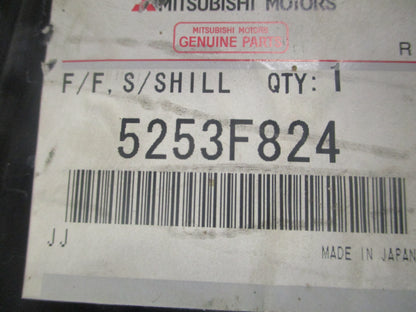 MITSUBISHI MOTORS
MITSUBISHI MOTORS
GENUINE PARTS
R
F/F, S/SHILL QTY: 1
5253F824
JJ
MADE IN JAPAN